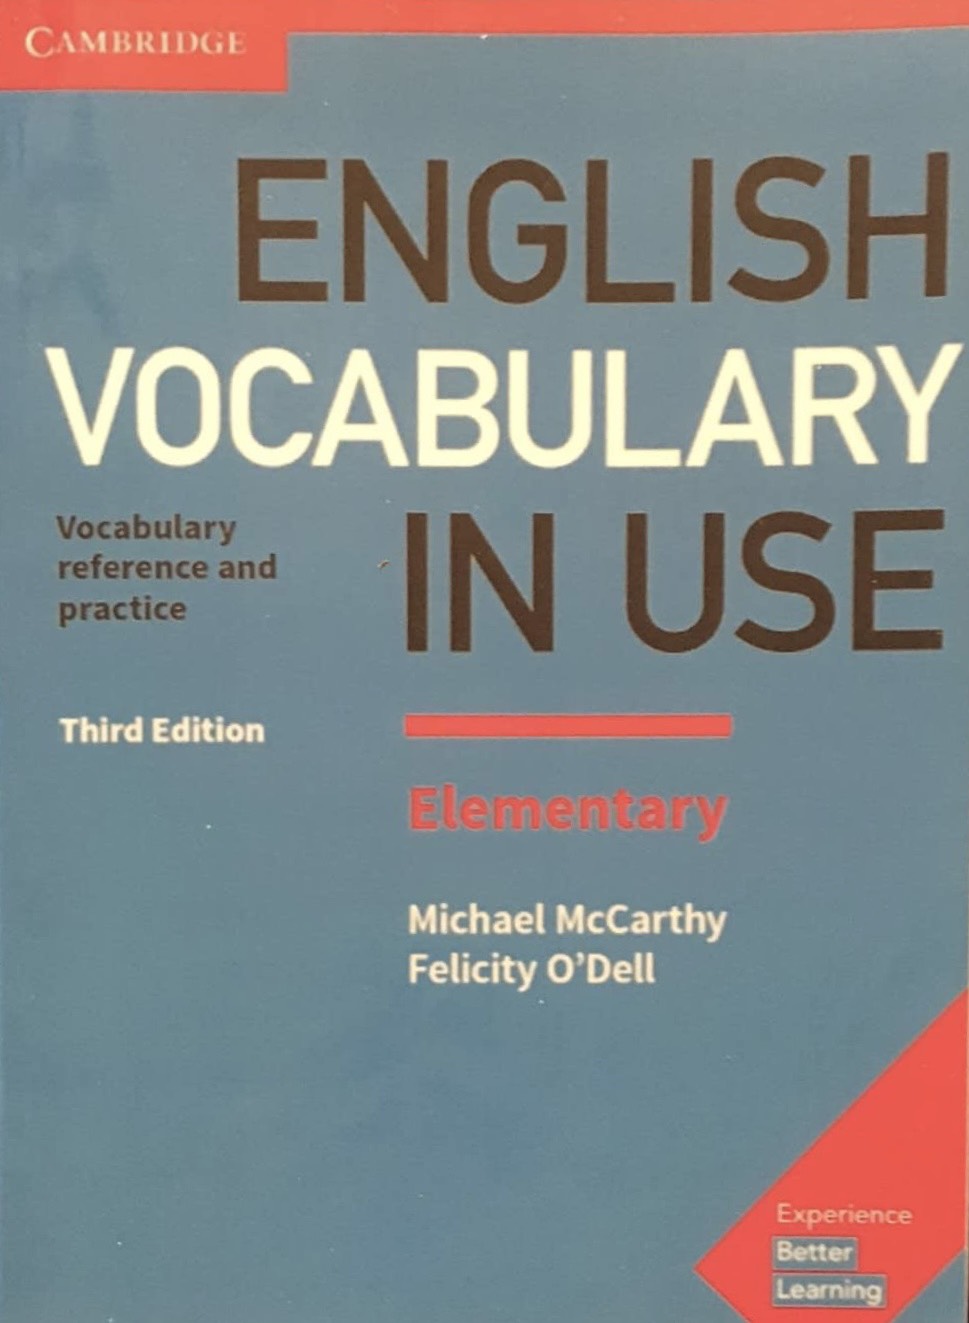 CAMBRIDGE
ENGLISH
VOCABULARY
IN USE
Vocabulary
reference and
practice
Third Edition
Elementary
Michael McCarthy
Felicity O'Dell
Experience
Better
Learning